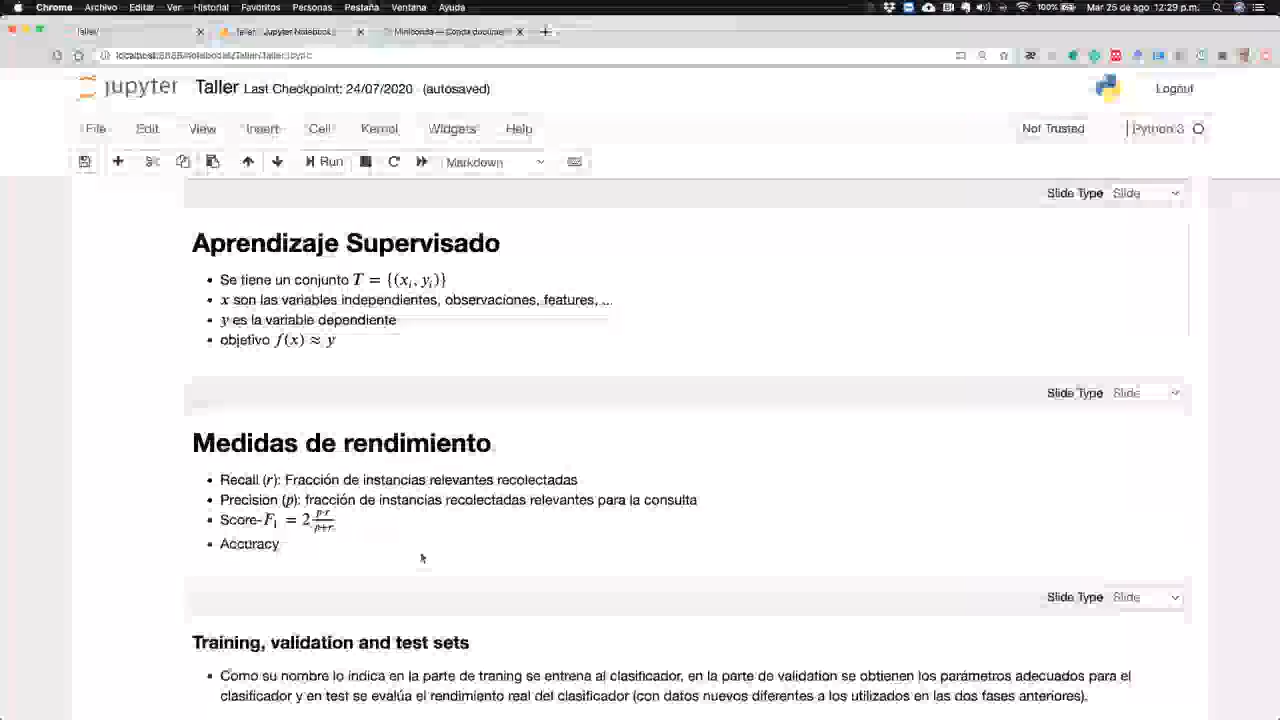 Chrome Archivo Editar Ver Historial Favoritos Personas Pestaña Ventana Ayuda 100% Mar 25 de ago 12:29 p.m.
Taller/ Taller - Jupyter Notebook Miniconda — Conda docume
jupyter Taller Last Checkpoint: 24/07/2020 (autosaved) Logout
File Edit View Insert Cell Kernel Widgets Help Not Trusted Python 3
Run Markdown
Slide Type Slide
Aprendizaje Supervisado
• Se tiene un conjunto T = {(xᵢ, yᵢ)}
• x son las variables independientes, observaciones, features, ...
• y es la variable dependiente
• objetivo f(x) ≈ y
Slide Type Slide
Medidas de rendimiento
• Recall (r): Fracción de instancias relevantes recolectadas
• Precision (p): fracción de instancias recolectadas relevantes para la consulta
• Score-F₁ = 2 p·r/p+r
• Accuracy
Slide Type Slide
Training, validation and test sets
• Como su nombre lo indica en la parte de traning se entrena al clasificador, en la parte de validation se obtienen los parámetros adecuados para el
clasificador y en test se evalúa el rendimiento real del clasificador (con datos nuevos diferentes a los utilizados en las dos fases anteriores).